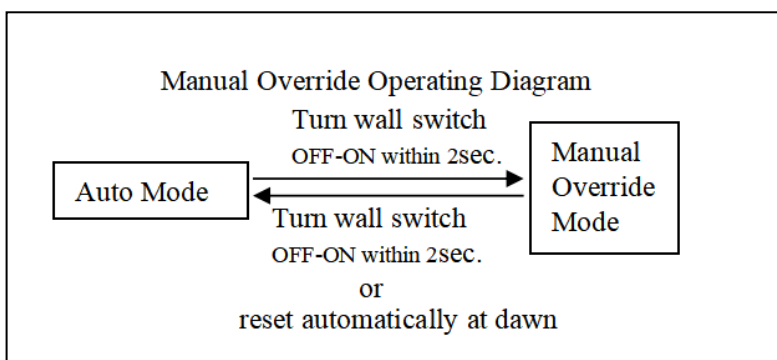 Manual Override Operating Diagram
Turn wall switch
OFF-ON within 2sec.
Auto Mode
Manual
Override
Mode
Turn wall switch
OFF-ON within 2sec.
or
reset automatically at dawn